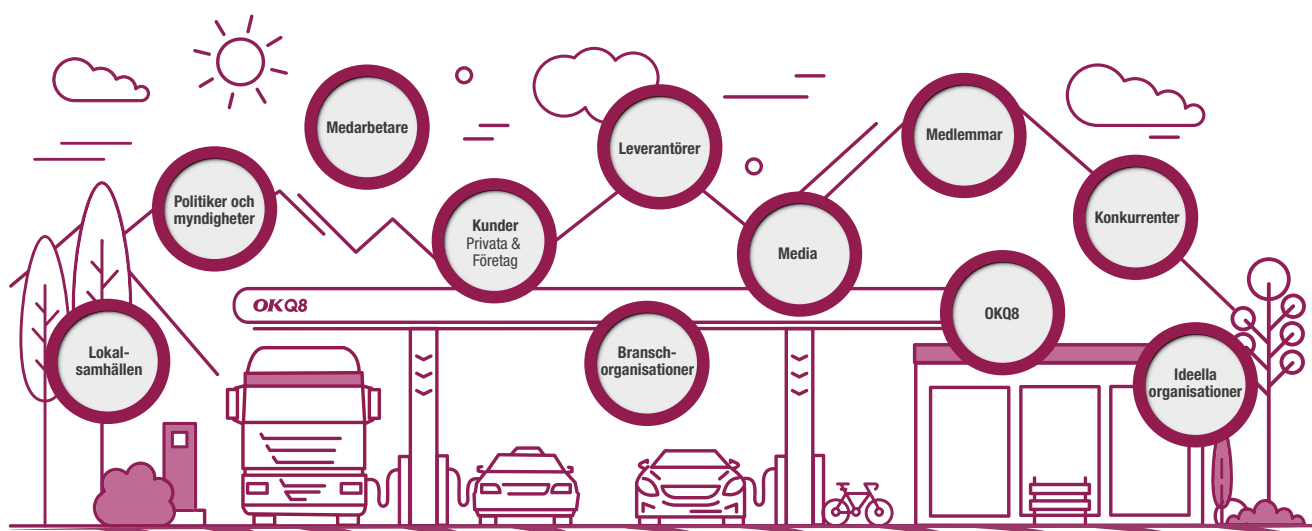 Medarbetare
Leverantörer
Medlemmar
Politiker och
myndigheter
Kunder
Privata &
Företag
Media
Konkurrenter
OKQ8
OKQ8
Lokal-
samhällen
Bransch-
organisationer
Ideella
organisationer